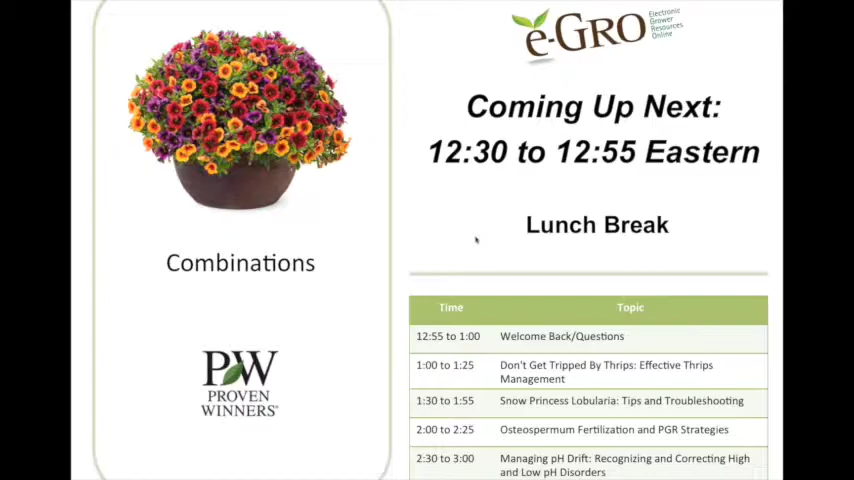 Combinations
PW
PROVEN
WINNERS®
e-GRO
Electronic
Grower
Resources
Online
Coming Up Next:
12:30 to 12:55 Eastern
Lunch Break
Time Topic
12:55 to 1:00 Welcome Back/Questions
1:00 to 1:25 Don't Get Tripped By Thrips: Effective Thrips
Management
1:30 to 1:55 Snow Princess Lobularia: Tips and Troubleshooting
2:00 to 2:25 Osteospermum Fertilization and PGR Strategies
2:30 to 3:00 Managing pH Drift: Recognizing and Correcting High
and Low pH Disorders